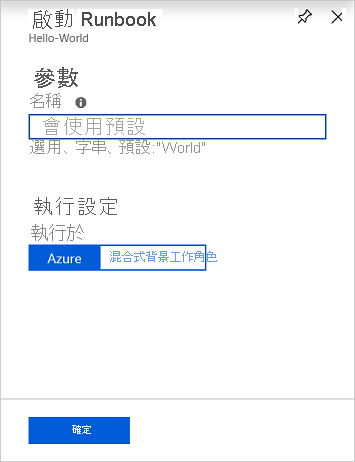 啟動 Runbook
Hello-World
參數
名稱
會使用預設
選用、字串、預設:"World"
執行設定
執行於
Azure 混合式背景工作角色
確定